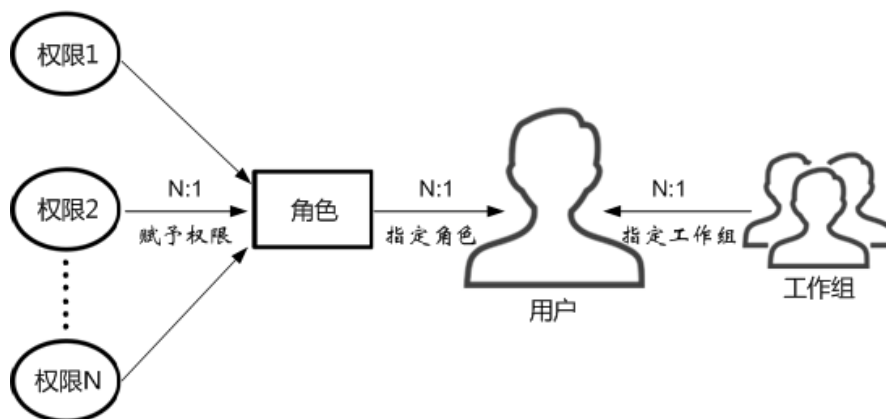 权限1
权限2
权限N
N:1
赋予权限
角色
N:1
指定角色
用户
N:1
指定工作组
工作组